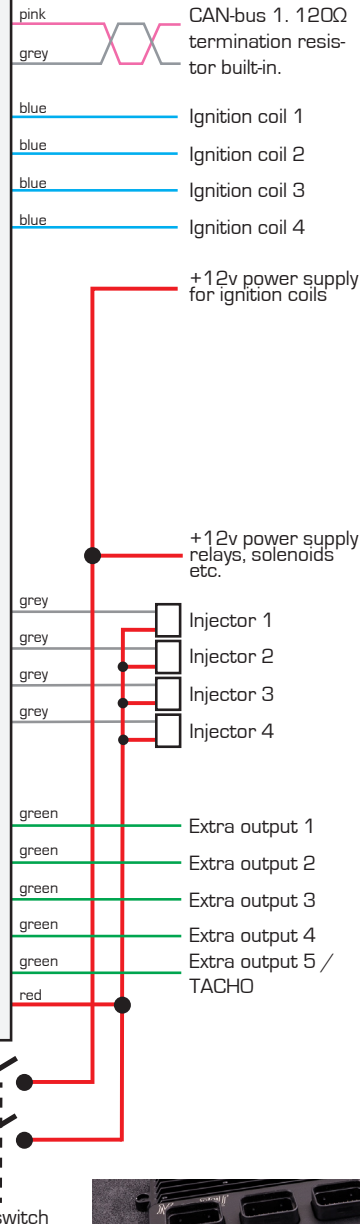 pink
CAN-bus 1. 120Ω
termination resis-
grey
tor built-in.
blue
Ignition coil 1
blue
Ignition coil 2
blue
Ignition coil 3
blue
Ignition coil 4
+12v power supply
for ignition coils
+12v power supply
relays, solenoids
etc.
grey
Injector 1
grey
Injector 2
grey
Injector 3
grey
Injector 4
green
Extra output 1
green
Extra output 2
green
Extra output 3
green
Extra output 4
green
Extra output 5 /
TACHO
red
switch